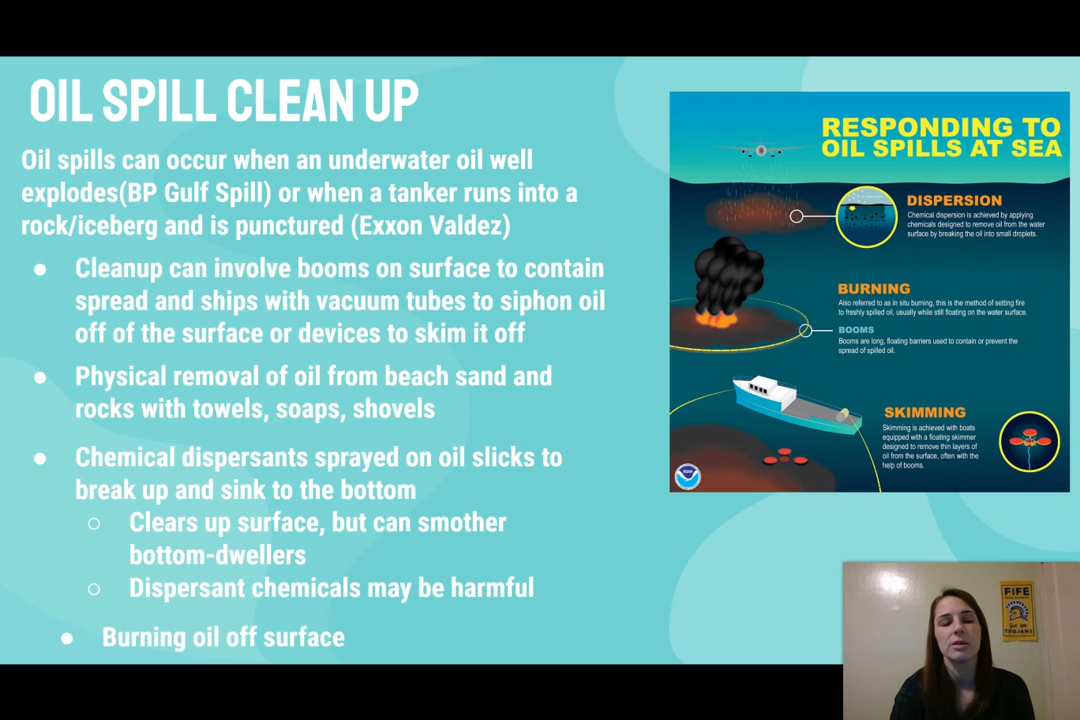 OIL SPILL CLEAN UP
Oil spills can occur when an underwater oil well
explodes(BP Gulf Spill) or when a tanker runs into a
rock/iceberg and is punctured (Exxon Valdez)
● Cleanup can involve booms on surface to contain
spread and ships with vacuum tubes to siphon oil
off of the surface or devices to skim it off
● Physical removal of oil from beach sand and
rocks with towels, soaps, shovels
● Chemical dispersants sprayed on oil slicks to
break up and sink to the bottom
○ Clears up surface, but can smother
bottom-dwellers
○ Dispersant chemicals may be harmful
● Burning oil off surface
RESPONDING TO
OIL SPILLS AT SEA
DISPERSION
Chemical dispersion is achieved by applying
chemicals designed to remove oil from the water
surface by breaking the oil into small droplets.
BURNING
Also referred to as in situ burning, this is the method of setting fire
to freshly spilled oil, usually while still floating on the water surface.
BOOMS
Booms are long, floating barriers used to contain or prevent the
spread of spilled oil.
SKIMMING
Skimming is achieved with boats
equipped with a floating skimmer
designed to remove thin layers of
oil from the surface, often with the
help of booms.
FIFE
TROJANS